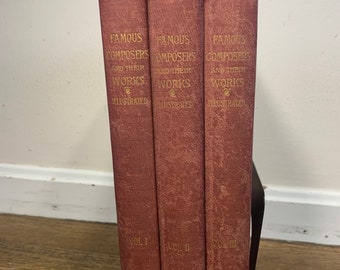 FAMOUS
COMPOSERS
AND THEIR
WORKS
ILLUSTRATED
VOL I
FAMOUS
COMPOSERS
AND THEIR
WORKS
ILLUSTRATED
VOL II
FAMOUS
COMPOSERS
AND THEIR
WORKS
ILLUSTRATED
VOL III